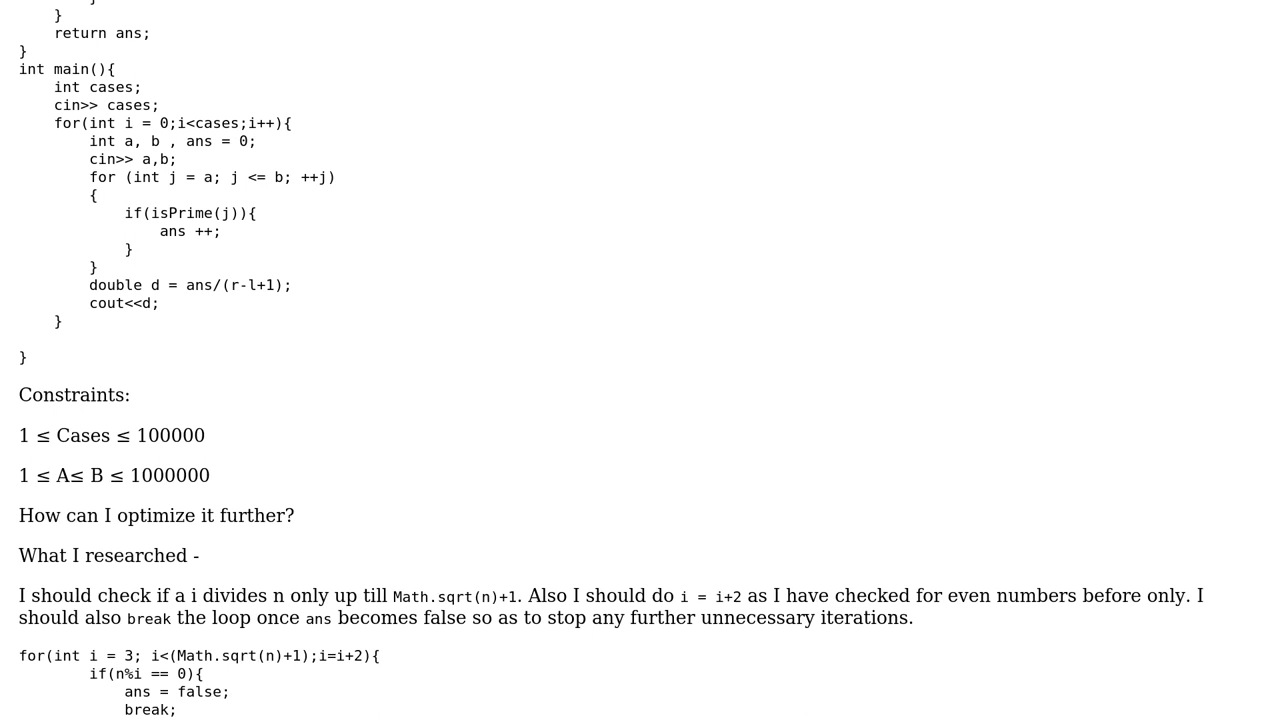 }
    return ans;
}
int main(){
    int cases;
    cin>> cases;
    for(int i = 0;i<cases;i++){
        int a, b , ans = 0;
        cin>> a,b;
        for (int j = a; j <= b; ++j)
        {
            if(isPrime(j)){
                ans ++;
            }
        }
        double d = ans/(r-l+1);
        cout<<d;
    }

}
Constraints:
1 ≤ Cases ≤ 100000
1 ≤ A≤ B ≤ 1000000
How can I optimize it further?
What I researched -
I should check if a i divides n only up till Math.sqrt(n)+1. Also I should do i = i+2 as I have checked for even numbers before only. I
should also break the loop once ans becomes false so as to stop any further unnecessary iterations.
for(int i = 3; i<(Math.sqrt(n)+1);i=i+2){
        if(n%i == 0){
            ans = false;
            break;